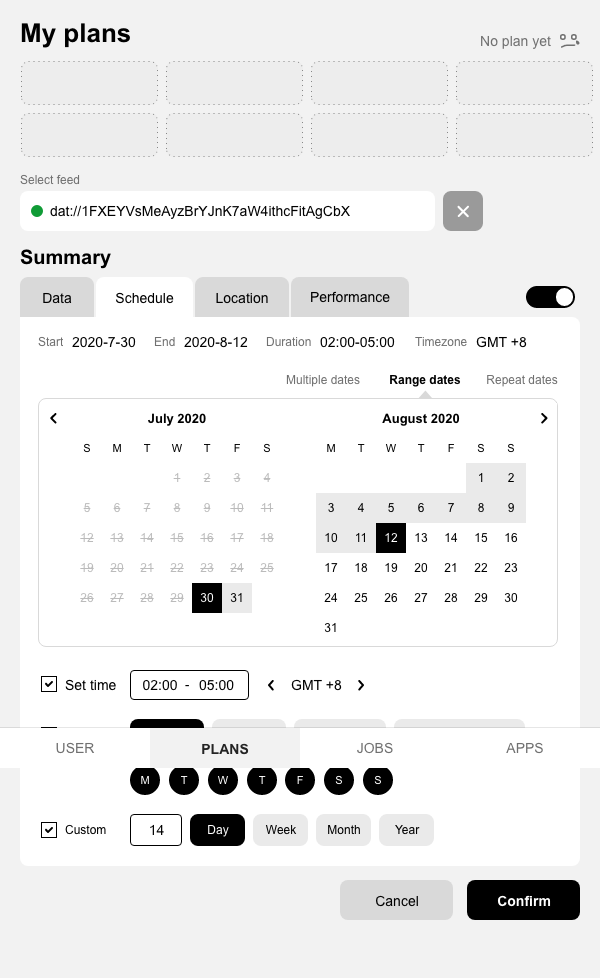 My plans
No plan yet
Select feed
dat://1FXEYVsMeAyzBrYJnK7aW4ithcFitAgCbX
Summary
Data Schedule Location Performance
Start 2020-7-30 End 2020-8-12 Duration 02:00-05:00 Timezone GMT +8
Multiple dates Range dates Repeat dates
July 2020 August 2020
S M T W T F S M T W T F S S
1 2 3 4 1 2
5 6 7 8 9 10 11 3 4 5 6 7 8 9
12 13 14 15 16 17 18 10 11 12 13 14 15 16
19 20 21 22 23 24 25 17 18 19 20 21 22 23
26 27 28 29 30 31 24 25 26 27 28 29 30
31
Set time 02:00 - 05:00 GMT +8
USER PLANS JOBS APPS
M T W T F S S
Custom 14 Day Week Month Year
Cancel Confirm